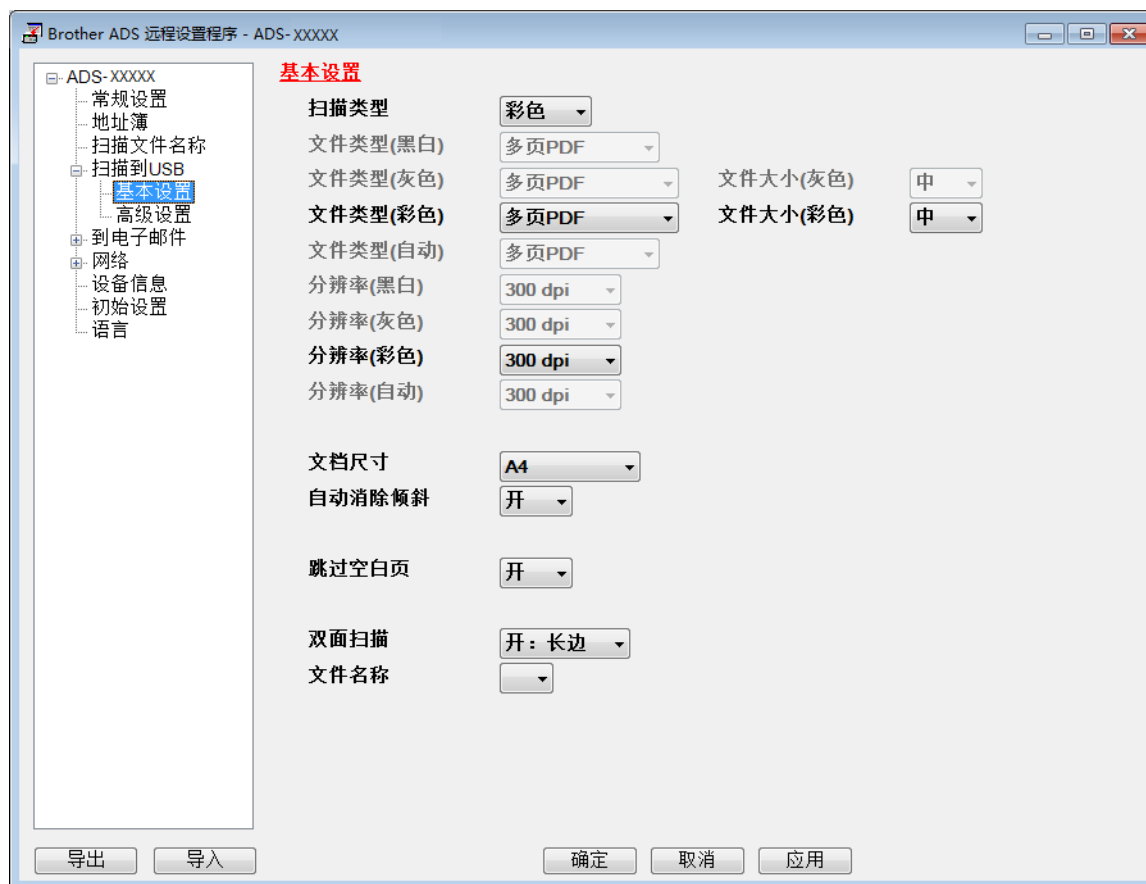 Brother ADS 远程设置程序 - ADS-XXXXX
ADS-XXXXX
常规设置
地址簿
扫描文件名称
扫描到USB
基本设置
高级设置
到电子邮件
网络
设备信息
初始设置
语言
基本设置
扫描类型 彩色
文件类型(黑白) 多页PDF
文件类型(灰色) 多页PDF 文件大小(灰色) 中
文件类型(彩色) 多页PDF 文件大小(彩色) 中
文件类型(自动) 多页PDF
分辨率(黑白) 300 dpi
分辨率(灰色) 300 dpi
分辨率(彩色) 300 dpi
分辨率(自动) 300 dpi
文档尺寸 A4
自动消除倾斜 开
跳过空白页 开
双面扫描 开：长边
文件名称
导出 导入 确定 取消 应用